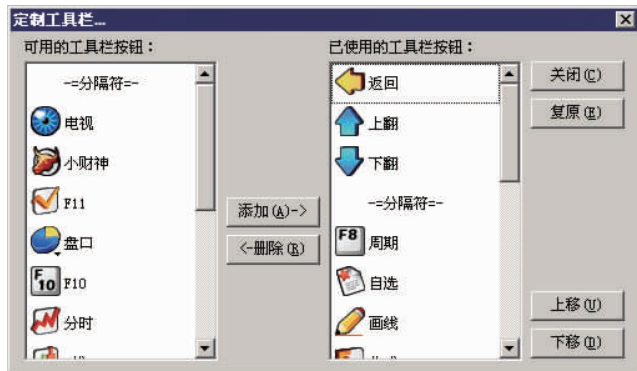 定制工具栏...
可用的工具栏按钮：
-=分隔符=-
电视
小财神
F11
盘口
F10 F10
分时
添加(A)->
<-删除(R)
已使用的工具栏按钮：
返回
上翻
下翻
-=分隔符=-
F8 周期
自选
画线
关闭(C)
复原(E)
上移(U)
下移(D)